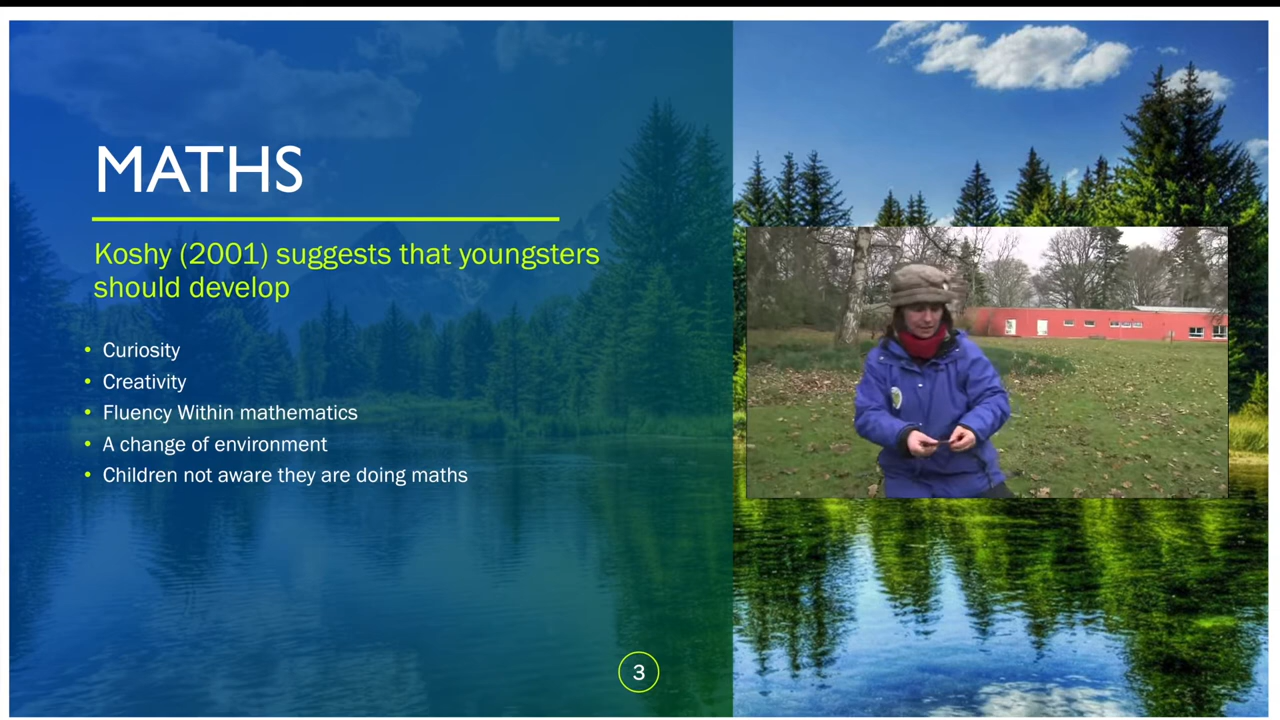 MATHS
Koshy (2001) suggests that youngsters
should develop
• Curiosity
• Creativity
• Fluency Within mathematics
• A change of environment
• Children not aware they are doing maths
3